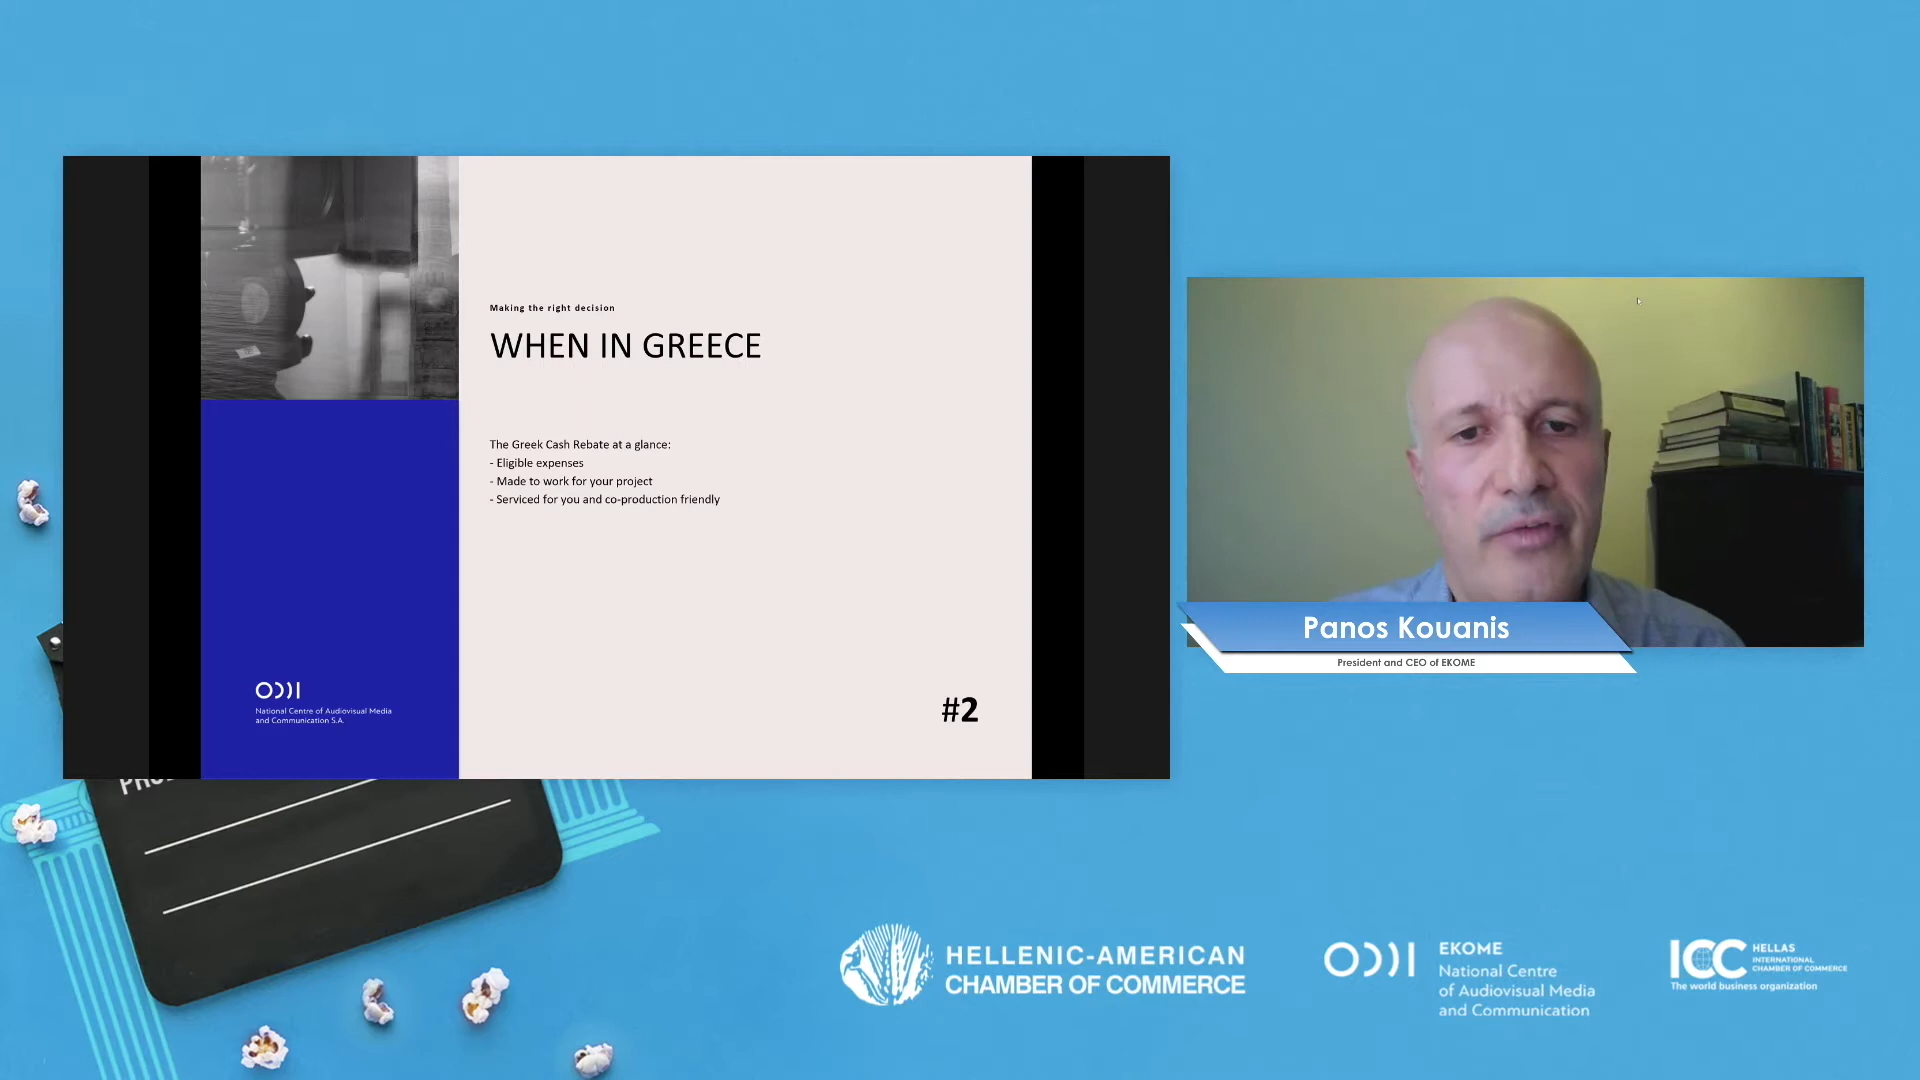 Making the right decision
WHEN IN GREECE
The Greek Cash Rebate at a glance:
- Eligible expenses
- Made to work for your project
- Serviced for you and co-production friendly
National Centre of Audiovisual Media
and Communication S.A.
#2
Panos Kouanis
President and CEO of EKOME
HELLENIC-AMERICAN
CHAMBER OF COMMERCE
EKOME
National Centre
of Audiovisual Media
and Communication
ICC
HELLAS
INTERNATIONAL
CHAMBER OF COMMERCE
The world business organization